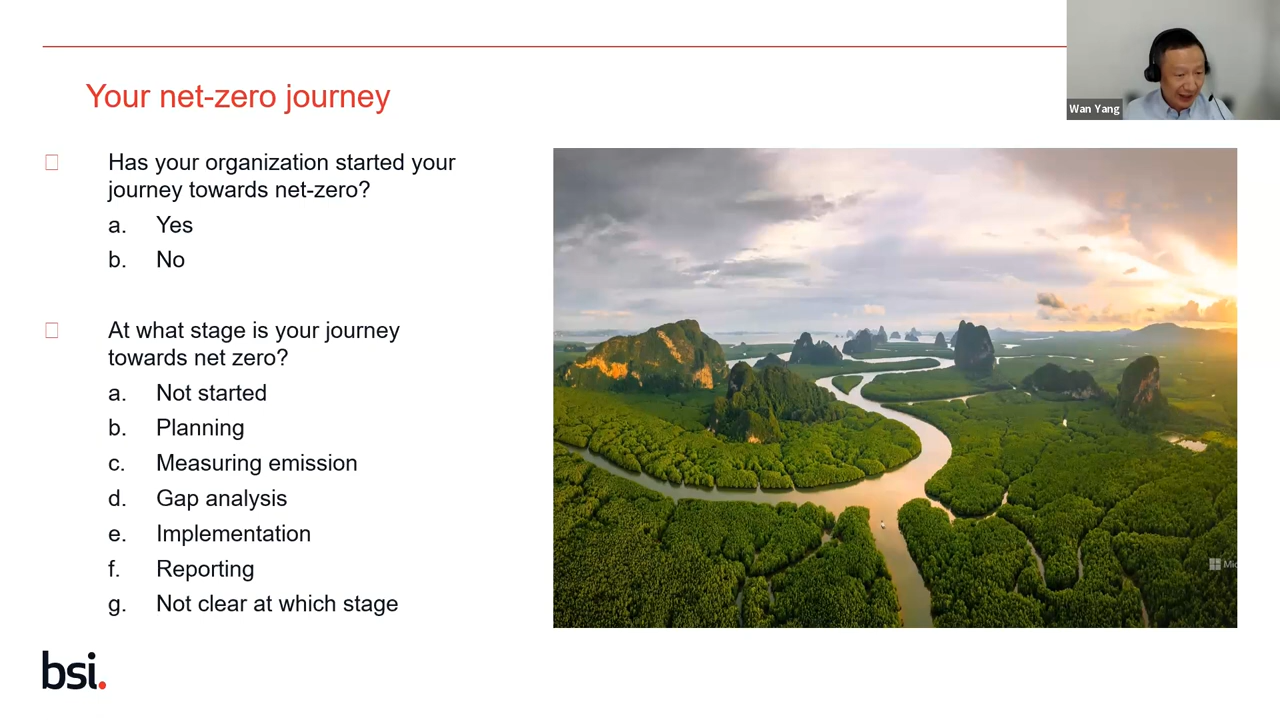 Wan Yang
Your net-zero journey
Has your organization started your
journey towards net-zero?
a. Yes
b. No
At what stage is your journey
towards net zero?
a. Not started
b. Planning
c. Measuring emission
d. Gap analysis
e. Implementation
f. Reporting
g. Not clear at which stage
bsi.